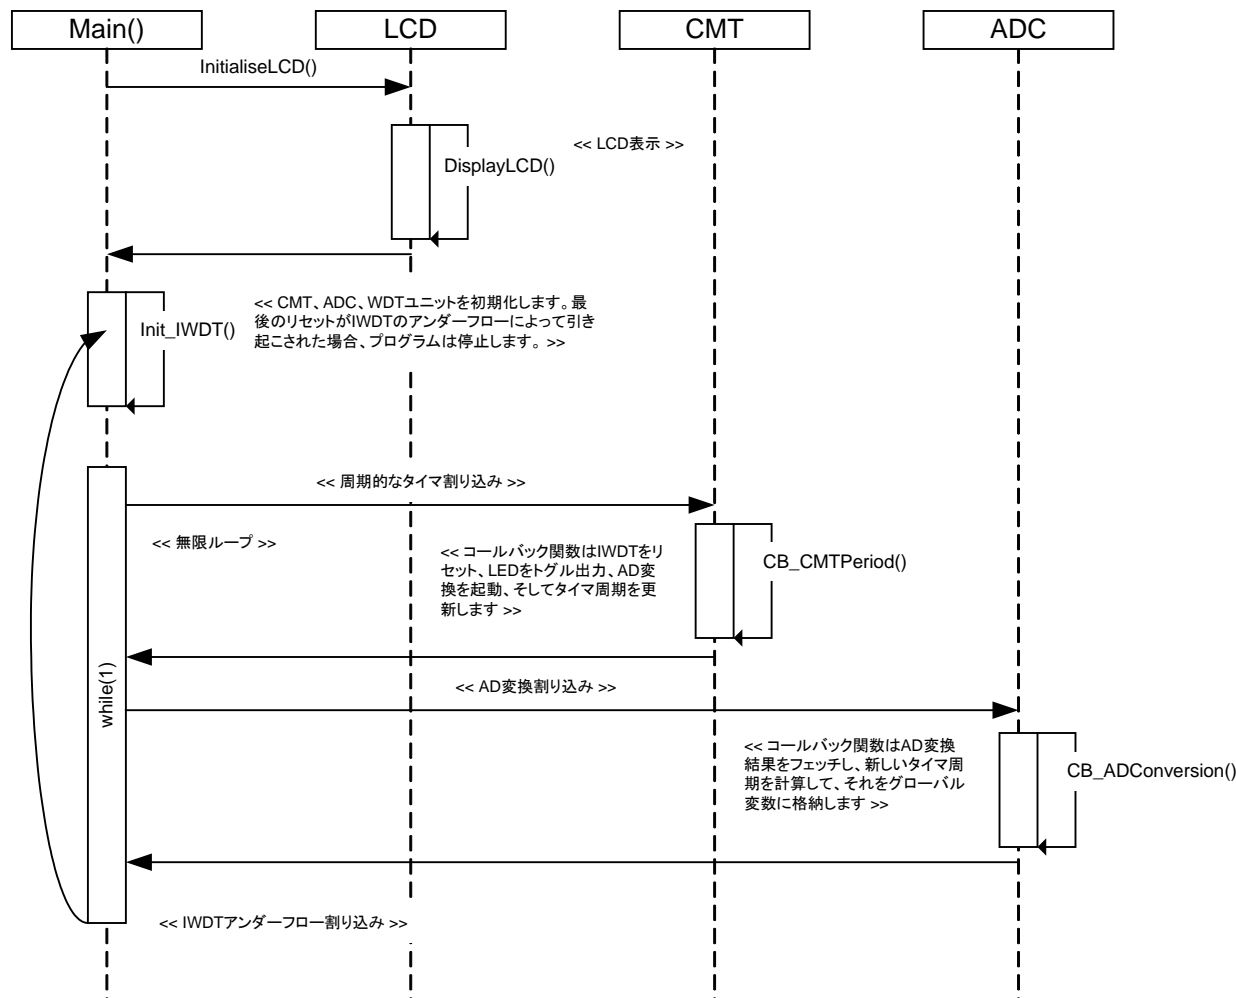 Main()
LCD
CMT
ADC
InitialiseLCD()
<< LCD表示 >>
DisplayLCD()
<< CMT、ADC、WDTユニットを初期化します。最
後のリセットがIWDTのアンダーフローによって引き
起こされた場合、プログラムは停止します。 >>
Init_IWDT()
<< 周期的なタイマ割り込み >>
<< 無限ループ >>
<< コールバック関数はIWDTをリ
セット、LEDをトグル出力、AD変
換を起動、そしてタイマ周期を更
新します >>
CB_CMTPeriod()
while(1)
<< AD変換割り込み >>
<< コールバック関数はAD変換
結果をフェッチし、新しいタイマ周
期を計算して、それをグローバル
変数に格納します >>
CB_ADConversion()
<< IWDTアンダーフロー割り込み >>